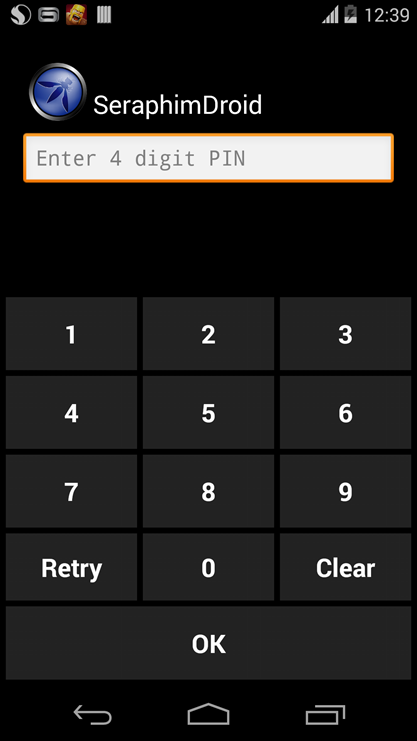 12:39
SeraphimDroid
Enter 4 digit PIN
1 2 3
4 5 6
7 8 9
Retry 0 Clear
OK